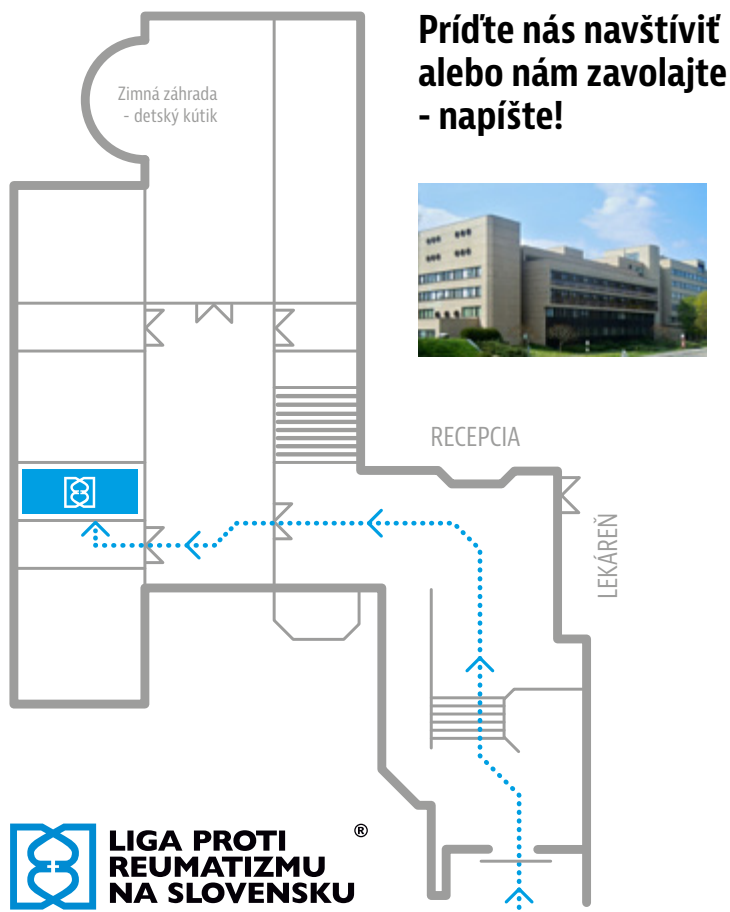 Príďte nás navštíviť
alebo nám zavolajte
- napíšte!
Zimná záhrada
- detský kútik
RECEPCIA
LEKÁREŇ
LIGA PROTI ®
REUMATIZMU
NA SLOVENSKU